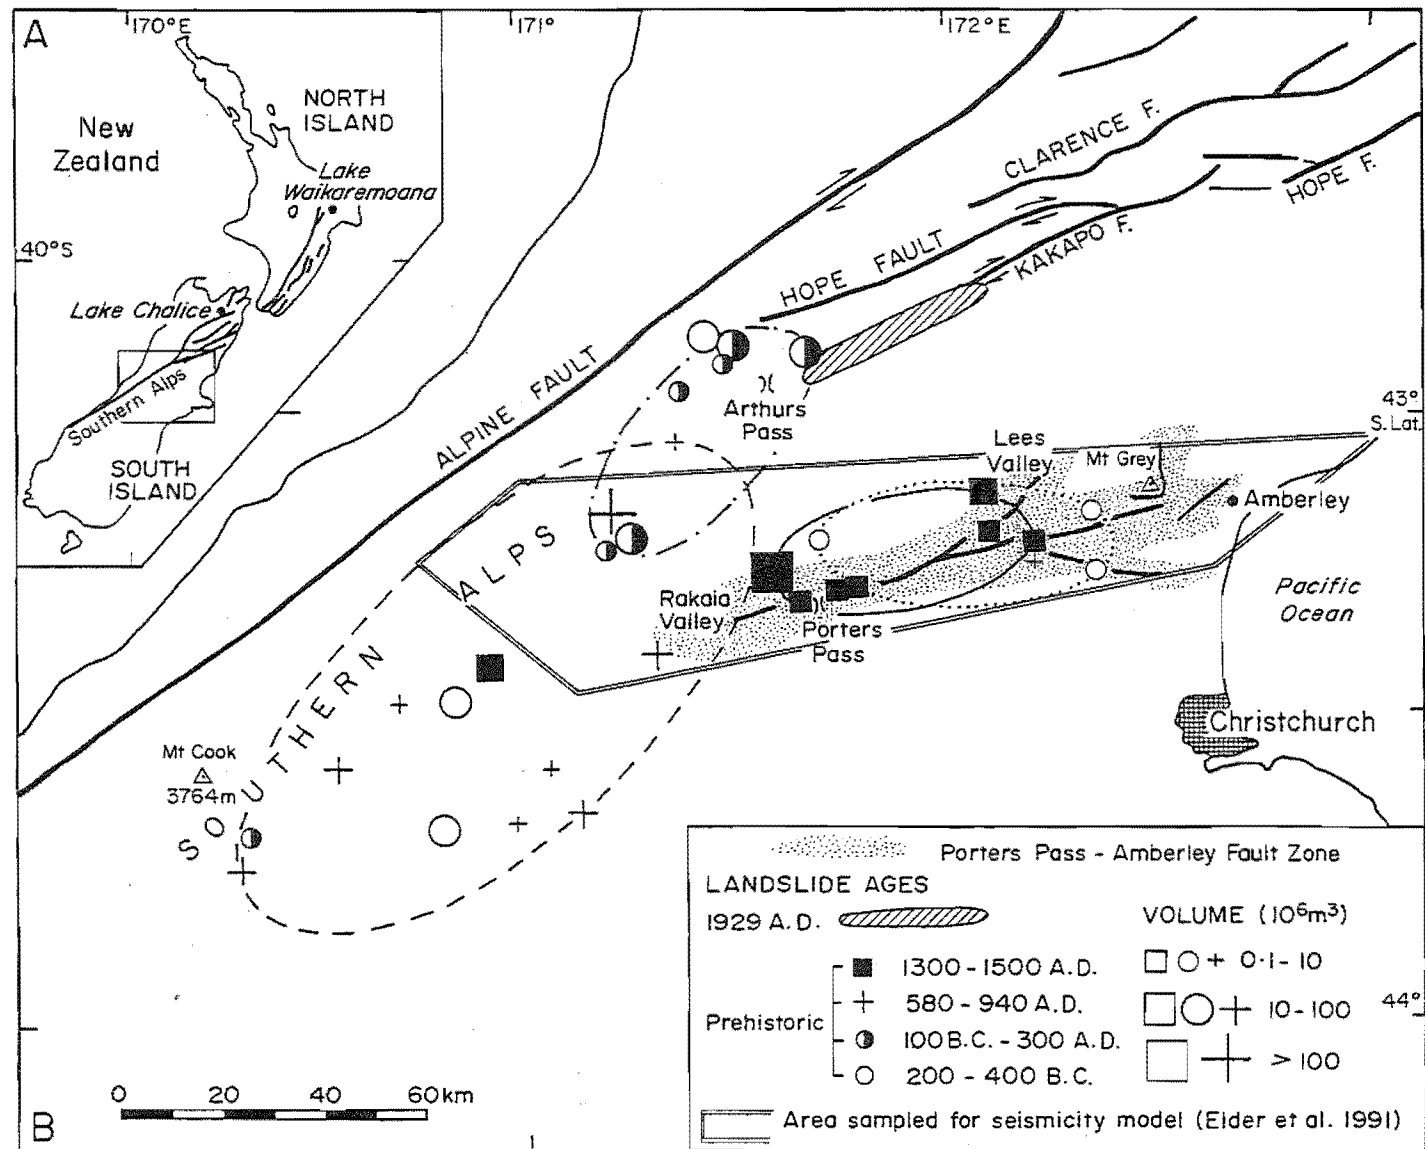 A
170°E
171°
172°E
New
Zealand
NORTH
ISLAND
Lake
Waikaremoana
40°S
Lake Chalice
Southern Alps
SOUTH
ISLAND
ALPINE FAULT
CLARENCE F.
HOPE FAULT
KAKAPO F.
HOPE F.
Arthurs
Pass
43°
S. Lat.
Lees
Valley
Mt Grey
Amberley
SOUTHERN ALPS
Rakaia
Valley
Porters
Pass
Pacific
Ocean
Christchurch
Mt Cook
3764m
Porters Pass - Amberley Fault Zone
LANDSLIDE AGES
1929 A.D.
VOLUME (10⁶m³)
Prehistoric
1300-1500 A.D.
580-940 A.D.
100 B.C.-300 A.D.
200-400 B.C.
0·1-10
10-100
> 100
44°
Area sampled for seismicity model (Elder et al. 1991)
0 20 40 60 km
B